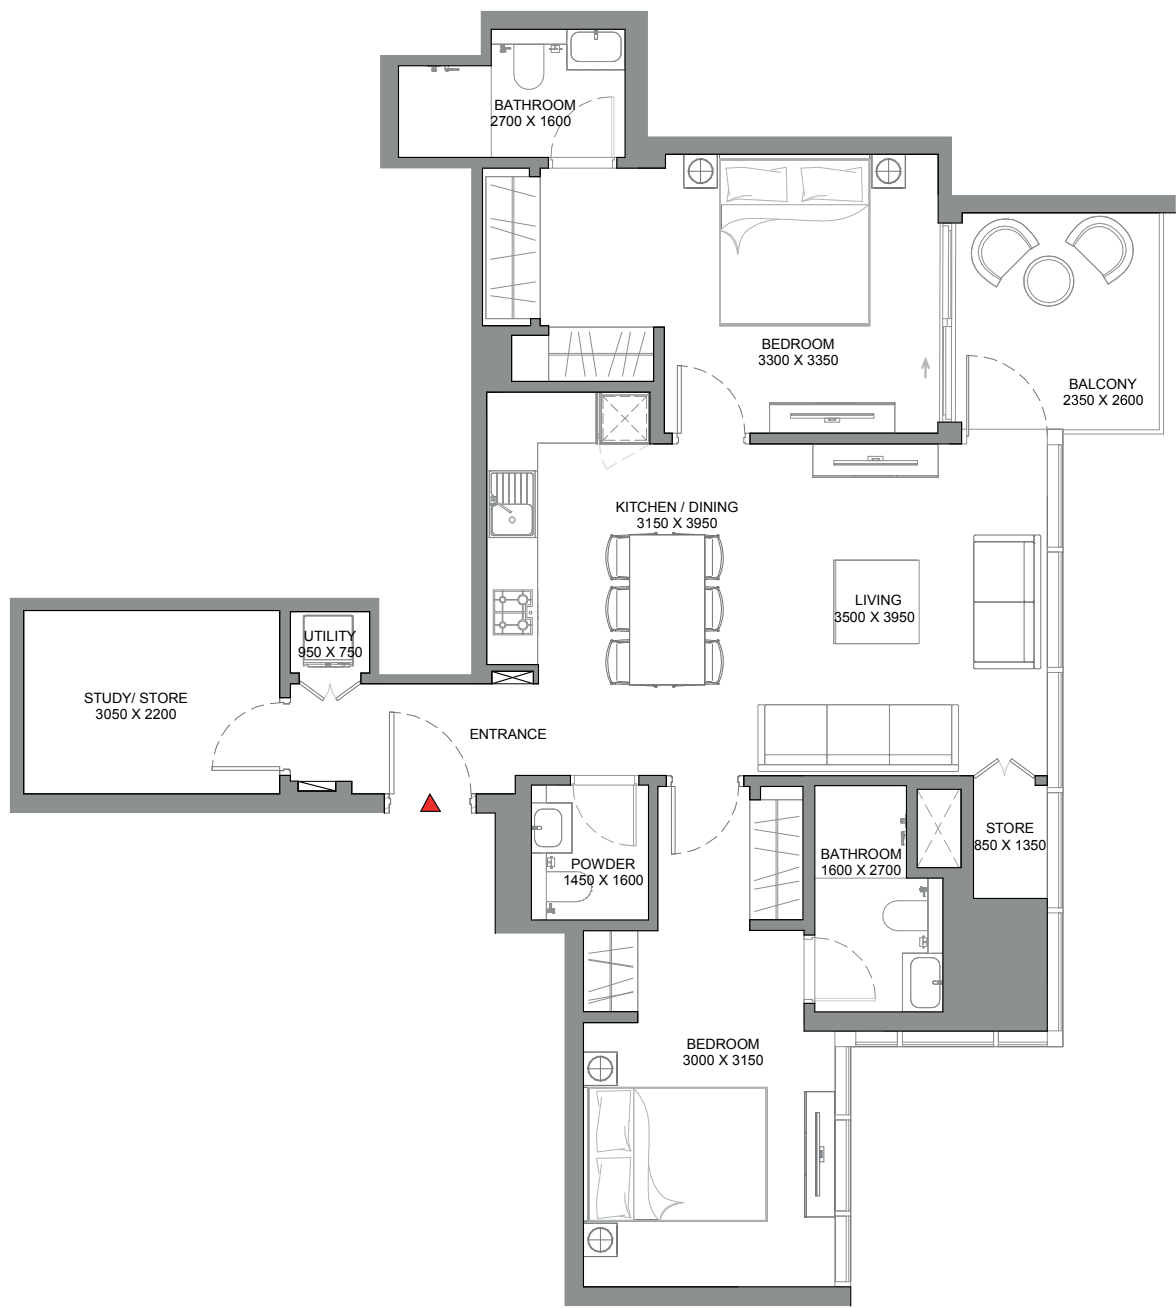 BATHROOM
2700 X 1600
BEDROOM
3300 X 3350
BALCONY
2350 X 2600
KITCHEN / DINING
3150 X 3950
LIVING
3500 X 3950
UTILITY
950 X 750
STUDY/ STORE
3050 X 2200
ENTRANCE
STORE
850 X 1350
BATHROOM
1600 X 2700
POWDER
1450 X 1600
BEDROOM
3000 X 3150